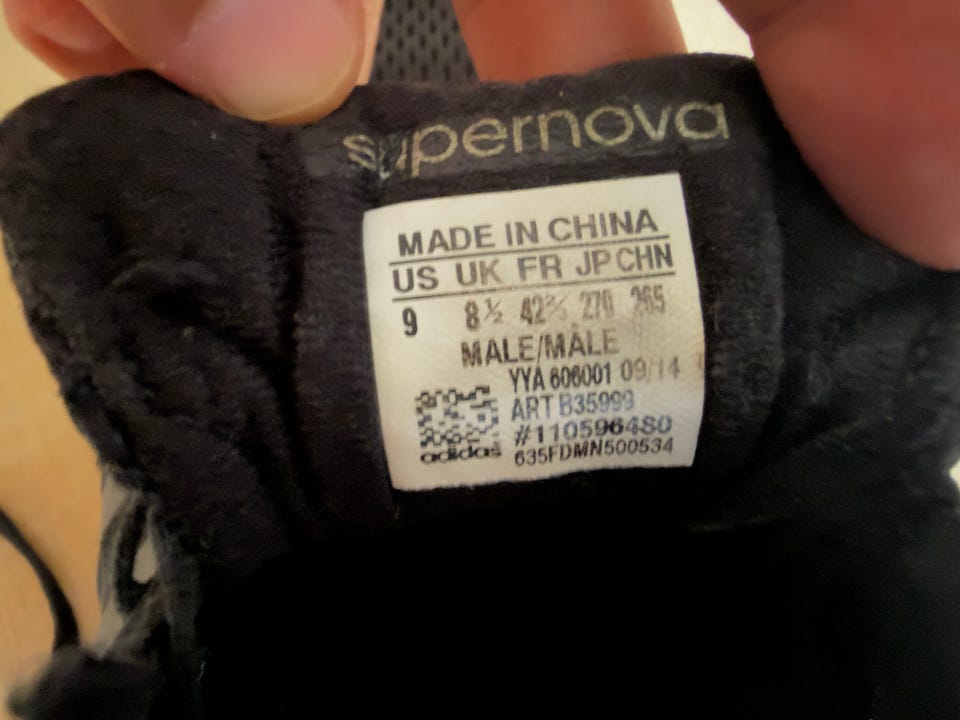 supernova
MADE IN CHINA
US UK FR JP CHN
9 8½ 42⅔ 270 265
MALE/MÂLE
YYA 606001 09/14
ART B35999
#110596480
adidas 635FDMN500534